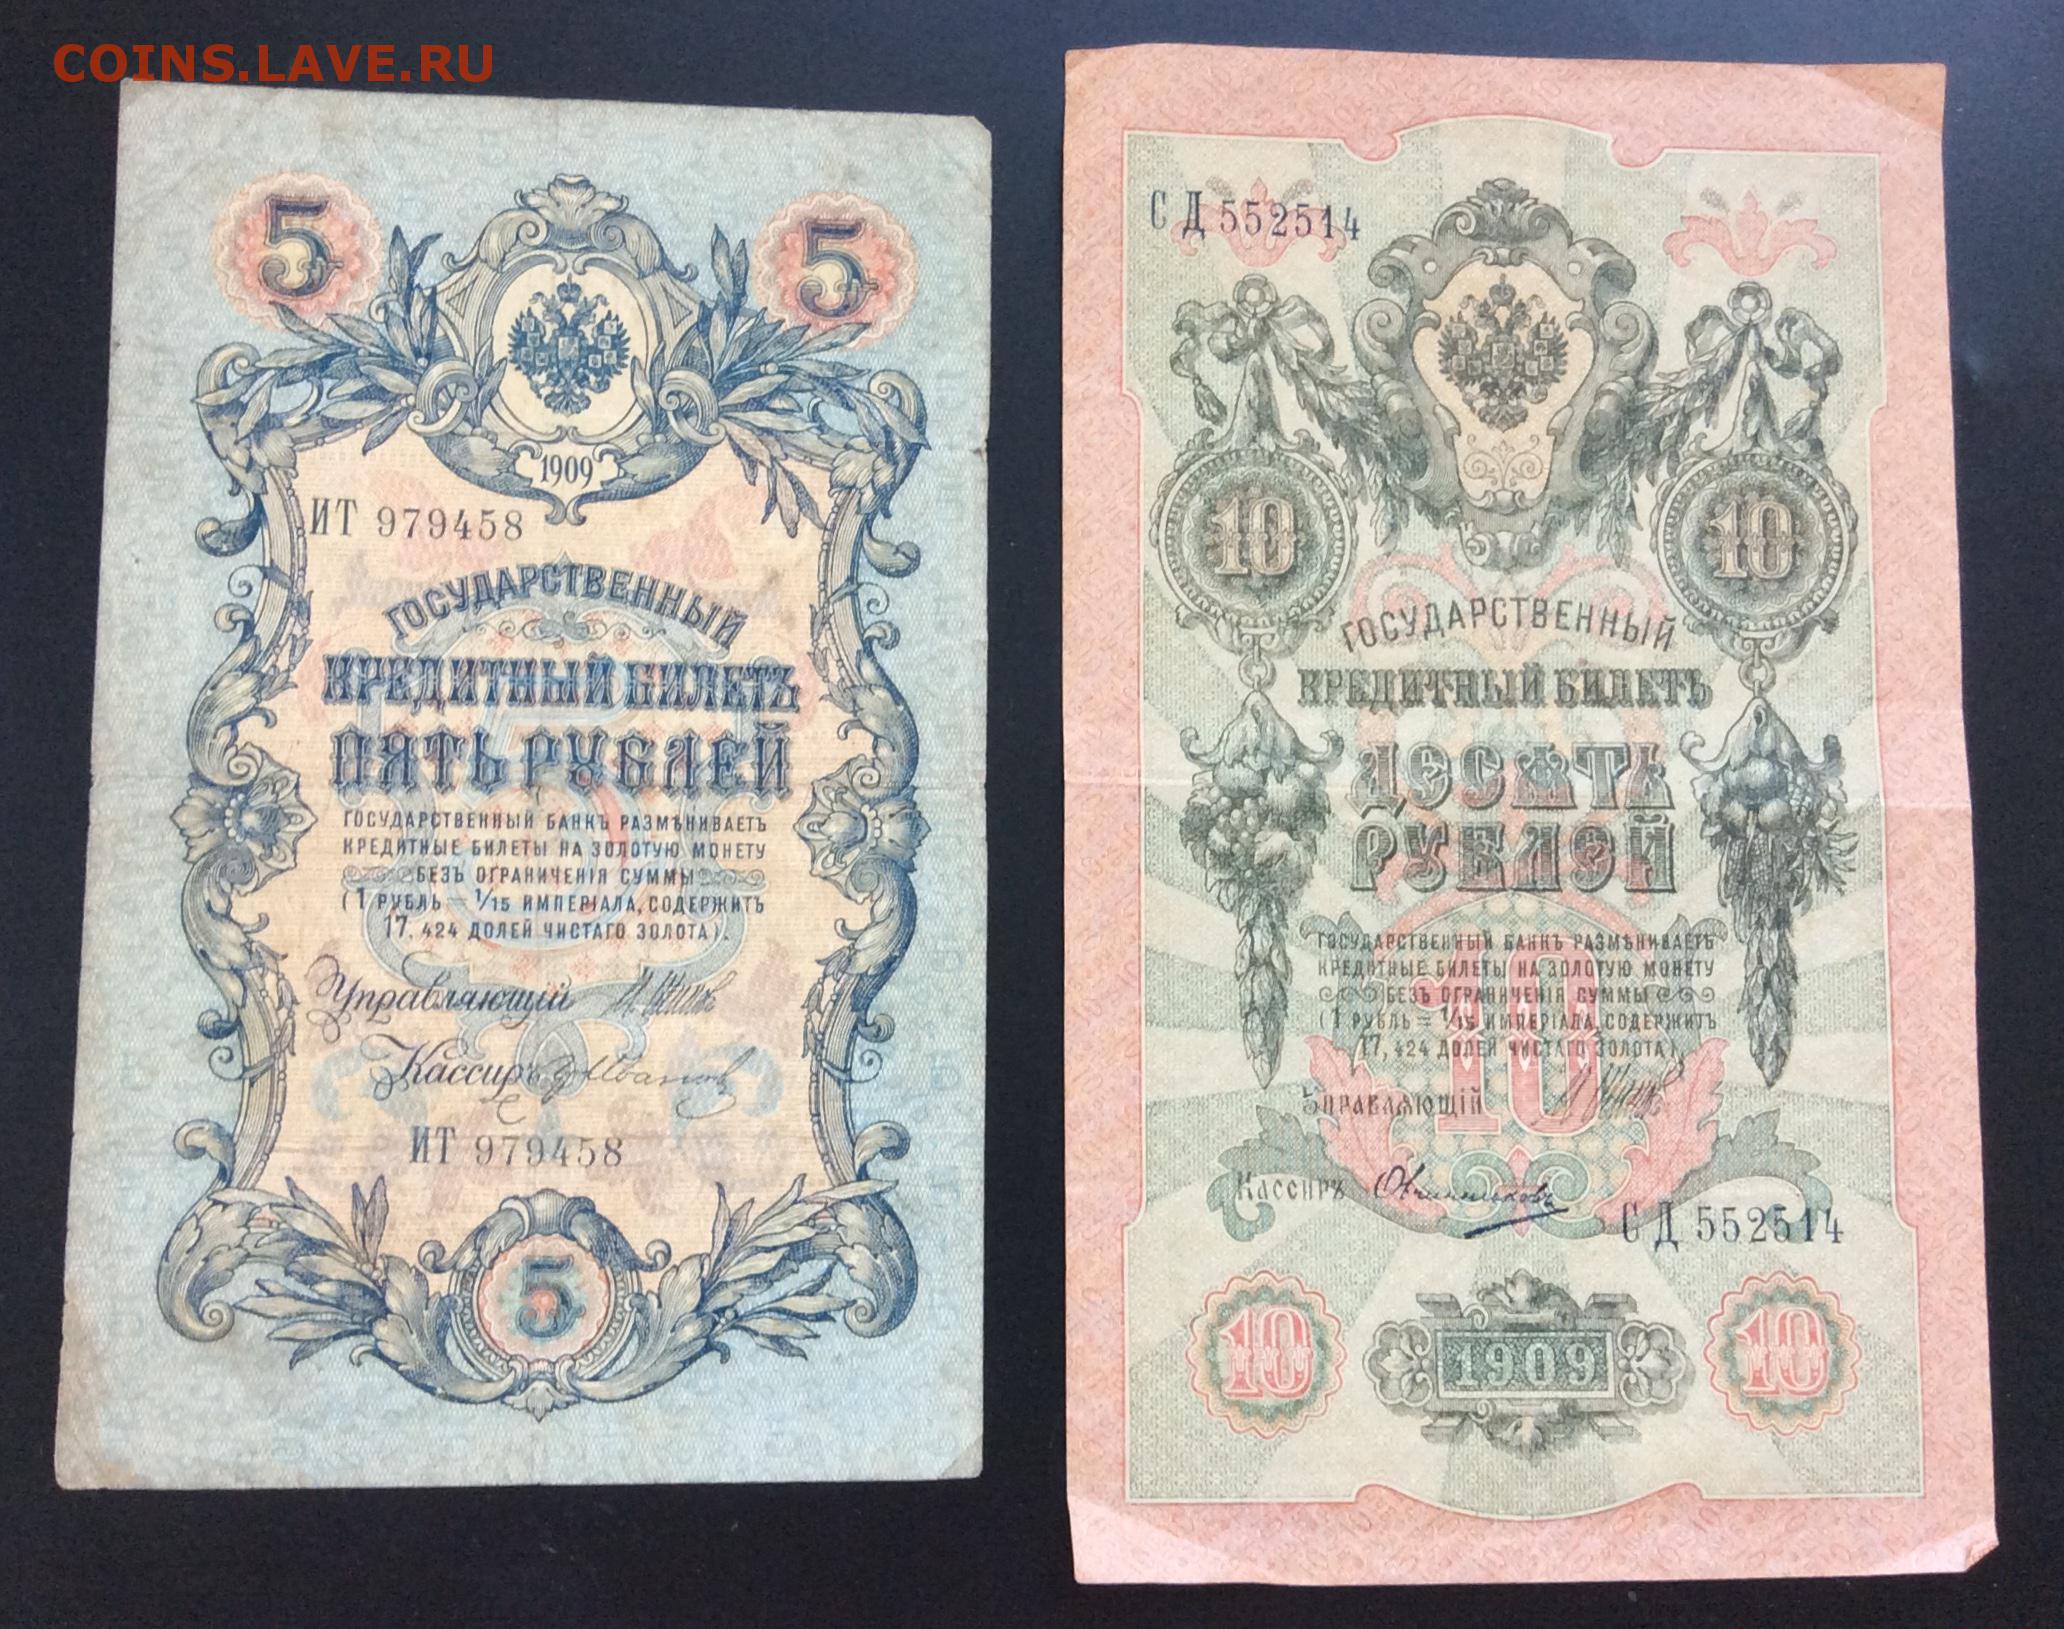 COINS.LAVE.RU
5 5
1909
ИТ 979458
ГОСУДАРСТВЕННЫЙ
КРЕДИТНЫЙ БИЛЕТЪ
ПЯТЬ РУБЛЕЙ
ГОСУДАРСТВЕННЫЙ БАНКЪ РАЗМѢНИВАЕТЪ
КРЕДИТНЫЕ БИЛЕТЫ НА ЗОЛОТУЮ МОНЕТУ
БЕЗЪ ОГРАНИЧЕНІЯ СУММЫ
(1 РУБЛЬ = 1/15 ИМПЕРІАЛА, СОДЕРЖИТЪ
17,424 ДОЛЕЙ ЧИСТАГО ЗОЛОТА).
Управляющій
Кассиръ
ИТ 979458
5
СД 552514
10 10
ГОСУДАРСТВЕННЫЙ
КРЕДИТНЫЙ БИЛЕТЪ
ДЕСЯТЬ
РУБЛЕЙ
ГОСУДАРСТВЕННЫЙ БАНКЪ РАЗМѢНИВАЕТЪ
КРЕДИТНЫЕ БИЛЕТЫ НА ЗОЛОТУЮ МОНЕТУ
БЕЗЪ ОГРАНИЧЕНІЯ СУММЫ
(1 РУБЛЬ = 1/15 ИМПЕРІАЛА, СОДЕРЖИТЪ
17,424 ДОЛЕЙ ЧИСТАГО ЗОЛОТА).
10
УПРАВЛЯЮЩІЙ
Кассиръ Овчинниковъ
СД 552514
10 1909 10